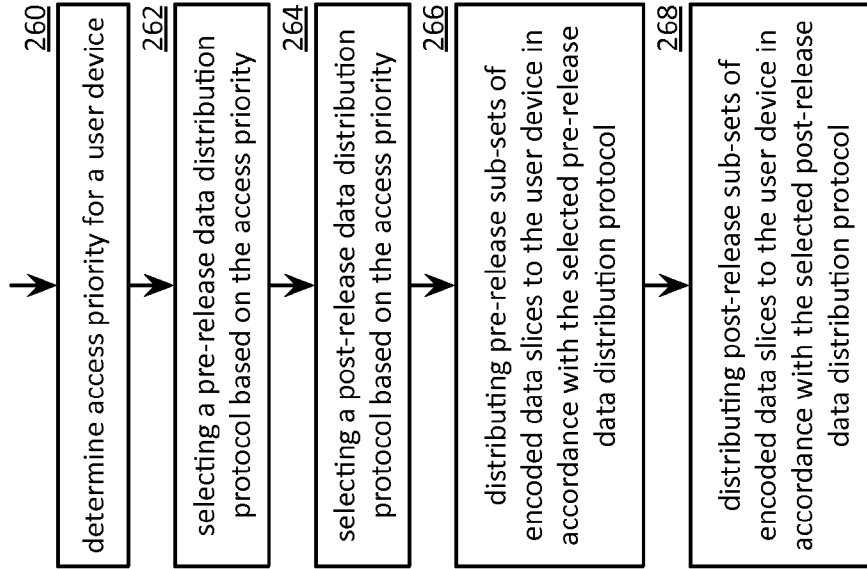 260
determine access priority for a user device
262
selecting a pre-release data distribution
protocol based on the access priority
264
selecting a post-release data distribution
protocol based on the access priority
266
distributing pre-release sub-sets of
encoded data slices to the user device in
accordance with the selected pre-release
data distribution protocol
268
distributing post-release sub-sets of
encoded data slices to the user device in
accordance with the selected post-release
data distribution protocol